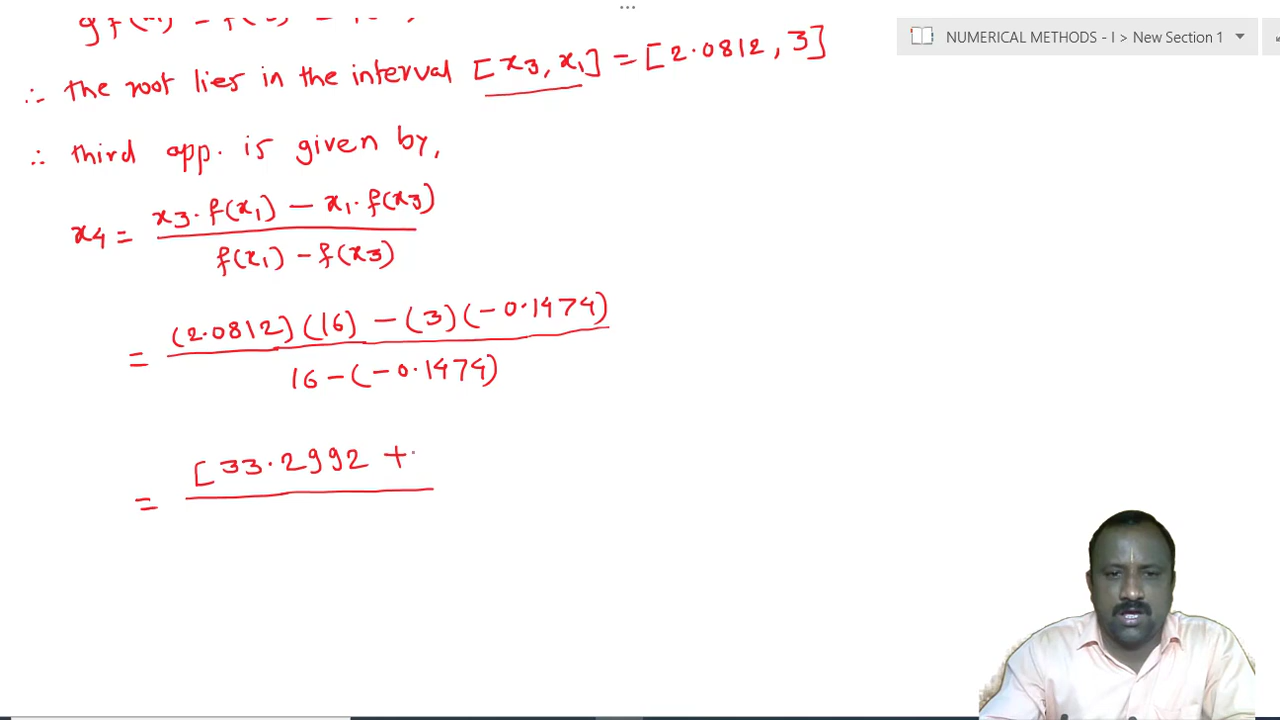 NUMERICAL METHODS - I > New Section 1
∴ the root lies in the interval [x3, x1] = [2.0812, 3]
∴ third app. is given by,
x4 = x3·f(x1) - x1·f(x3) / f(x1) - f(x3)
= (2.0812)(16) - (3)(-0.1474) / 16 - (-0.1474)
= [33.2992 +